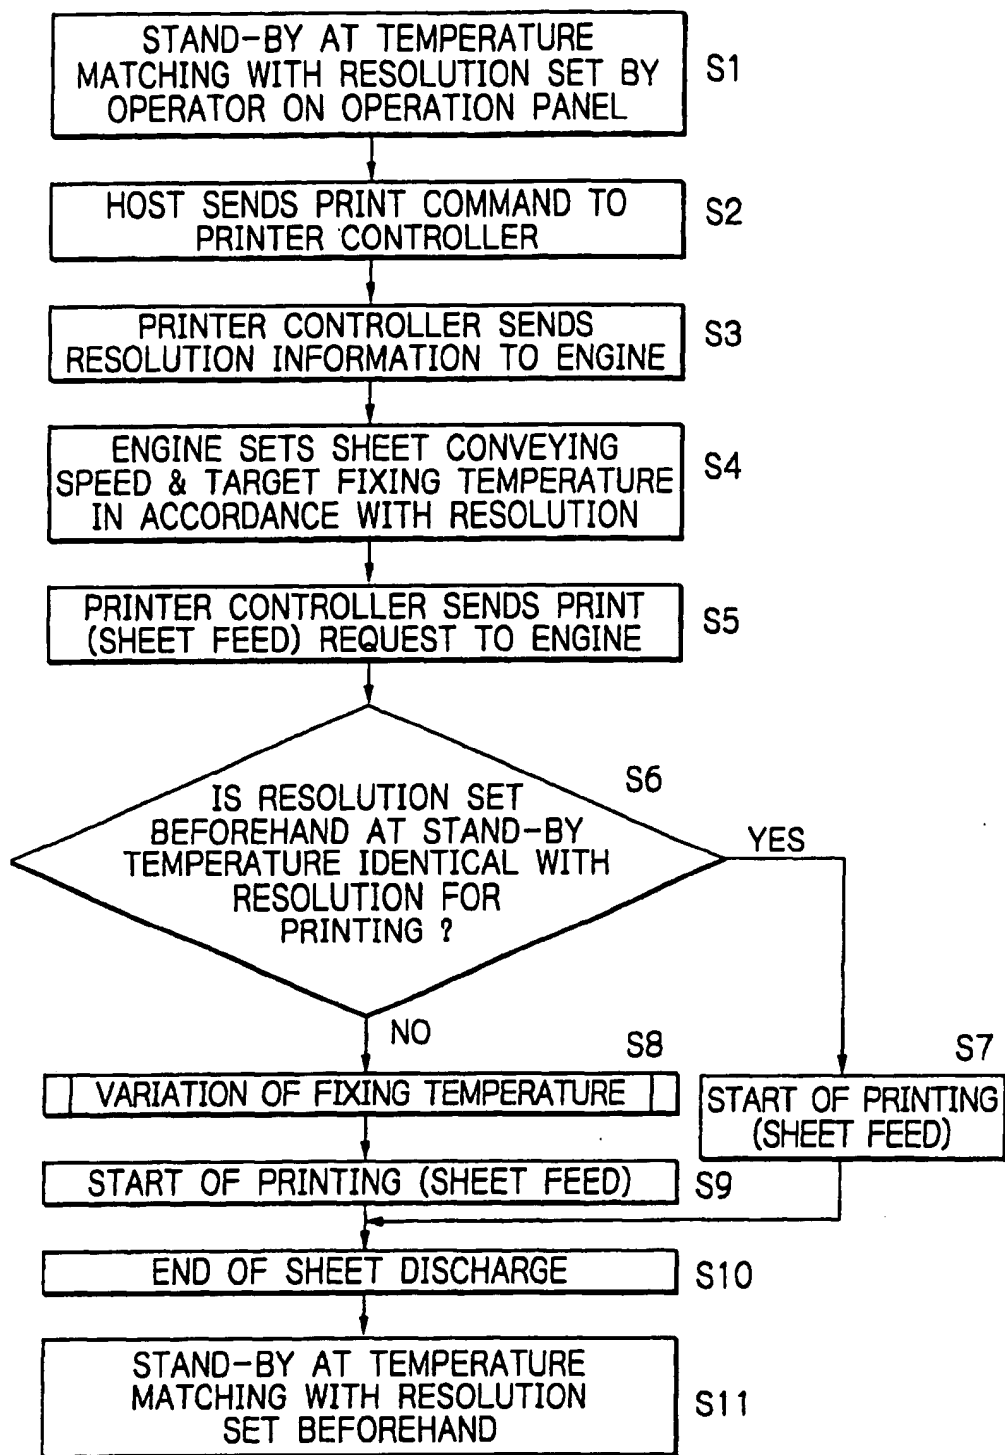 STAND-BY AT TEMPERATURE
MATCHING WITH RESOLUTION SET BY
OPERATOR ON OPERATION PANEL
S1
HOST SENDS PRINT COMMAND TO
PRINTER CONTROLLER
S2
PRINTER CONTROLLER SENDS
RESOLUTION INFORMATION TO ENGINE
S3
ENGINE SETS SHEET CONVEYING
SPEED & TARGET FIXING TEMPERATURE
IN ACCORDANCE WITH RESOLUTION
S4
PRINTER CONTROLLER SENDS PRINT
(SHEET FEED) REQUEST TO ENGINE
S5
S6
IS RESOLUTION SET
BEFOREHAND AT STAND-BY
TEMPERATURE IDENTICAL WITH
RESOLUTION FOR
PRINTING ?
YES
NO
S7
START OF PRINTING
(SHEET FEED)
S8
VARIATION OF FIXING TEMPERATURE
START OF PRINTING (SHEET FEED)
S9
END OF SHEET DISCHARGE
S10
STAND-BY AT TEMPERATURE
MATCHING WITH RESOLUTION
SET BEFOREHAND
S11